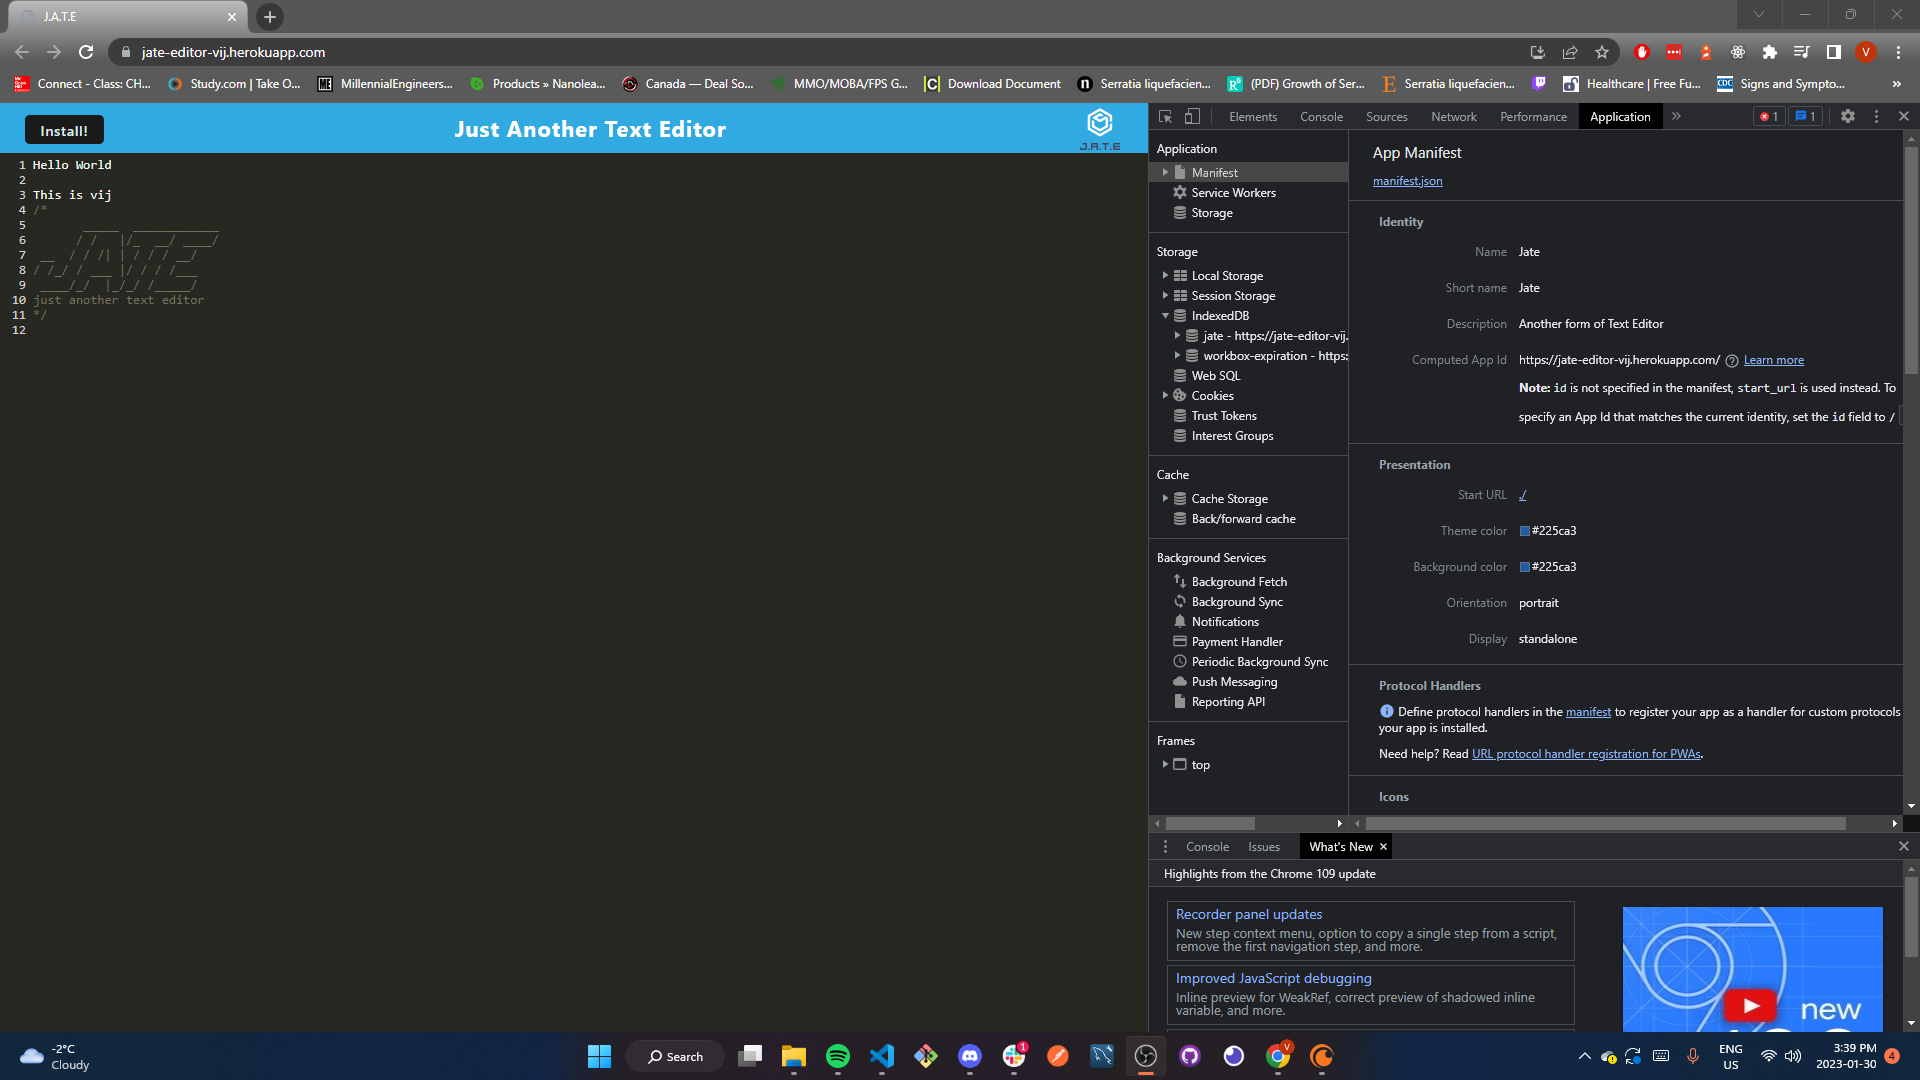 J.A.T.E
jate-editor-vij.herokuapp.com
V
Connect - Class: CH...
Study.com | Take O...
ME
MillennialEngineers...
Products » Nanolea...
Canada — Deal So...
MMO/MOBA/FPS G...
Download Document
Serratia liquefacien...
(PDF) Growth of Ser...
Serratia liquefacien...
Healthcare | Free Fu...
CDC
Signs and Sympto...
»
Install!
Just Another Text Editor
J.A.T.E
1 Hello World
2
3 This is vij
4 /*
5      _____  ____________
6      / /   |/_  __/ ____/
7 __  / / /| | / / / __/
8 / /_/ / ___ |/ / / /___
9 ____/_/  |_/_/ /_____/
10 just another text editor
11 */
12
Elements Console Sources Network Performance Application » 1 1
Application
Manifest
Service Workers
Storage
Storage
Local Storage
Session Storage
IndexedDB
jate - https://jate-editor-vij.
workbox-expiration - https:
Web SQL
Cookies
Trust Tokens
Interest Groups
Cache
Cache Storage
Back/forward cache
Background Services
Background Fetch
Background Sync
Notifications
Payment Handler
Periodic Background Sync
Push Messaging
Reporting API
Frames
top
App Manifest
manifest.json
Identity
Name Jate
Short name Jate
Description Another form of Text Editor
Computed App Id https://jate-editor-vij.herokuapp.com/ Learn more
Note: id is not specified in the manifest, start_url is used instead. To
specify an App Id that matches the current identity, set the id field to /
Presentation
Start URL ./
Theme color #225ca3
Background color #225ca3
Orientation portrait
Display standalone
Protocol Handlers
Define protocol handlers in the manifest to register your app as a handler for custom protocols
your app is installed.
Need help? Read URL protocol handler registration for PWAs.
Icons
Console Issues What's New
Highlights from the Chrome 109 update
Recorder panel updates
New step context menu, option to copy a single step from a script,
remove the first navigation step, and more.
Improved JavaScript debugging
Inline preview for WeakRef, correct preview of shadowed inline
variable, and more.
new
-2°C
Cloudy
Search
1
V
ENG
US
3:39 PM
2023-01-30
4